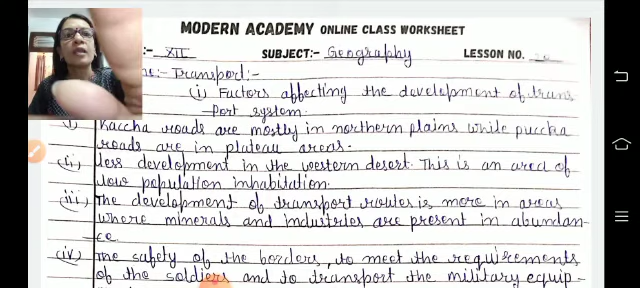 MODERN ACADEMY ONLINE CLASS WORKSHEET
:- XII SUBJECT:- Geography LESSON NO.
:- Transport:-
(i) Factors affecting the development of trans
port system.
Kaccha roads are mostly in northern plains while puccha
roads are in plateau areas.
(ii) less development in the western desert. This is an area of
low population inhabitation.
(iii) The development of transport routes is more in areas
where minerals and industries are present in abundan-
ce.
(iv) The safety of the borders, to meet the requirements
of the soldiers and to transport the military equip-